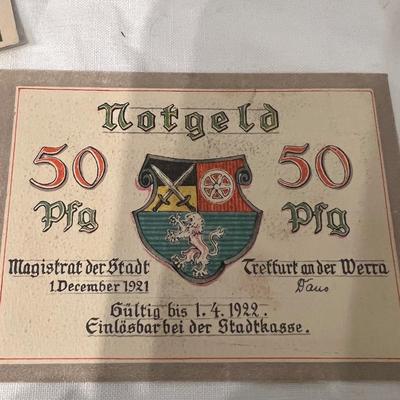 Notgeld
50 50
Pfg Pfg
Magistrat der Stadt Treffurt an der Werra
1.December 1921
Gültig bis 1.4.1922.
Einlösbar bei der Stadtkasse.